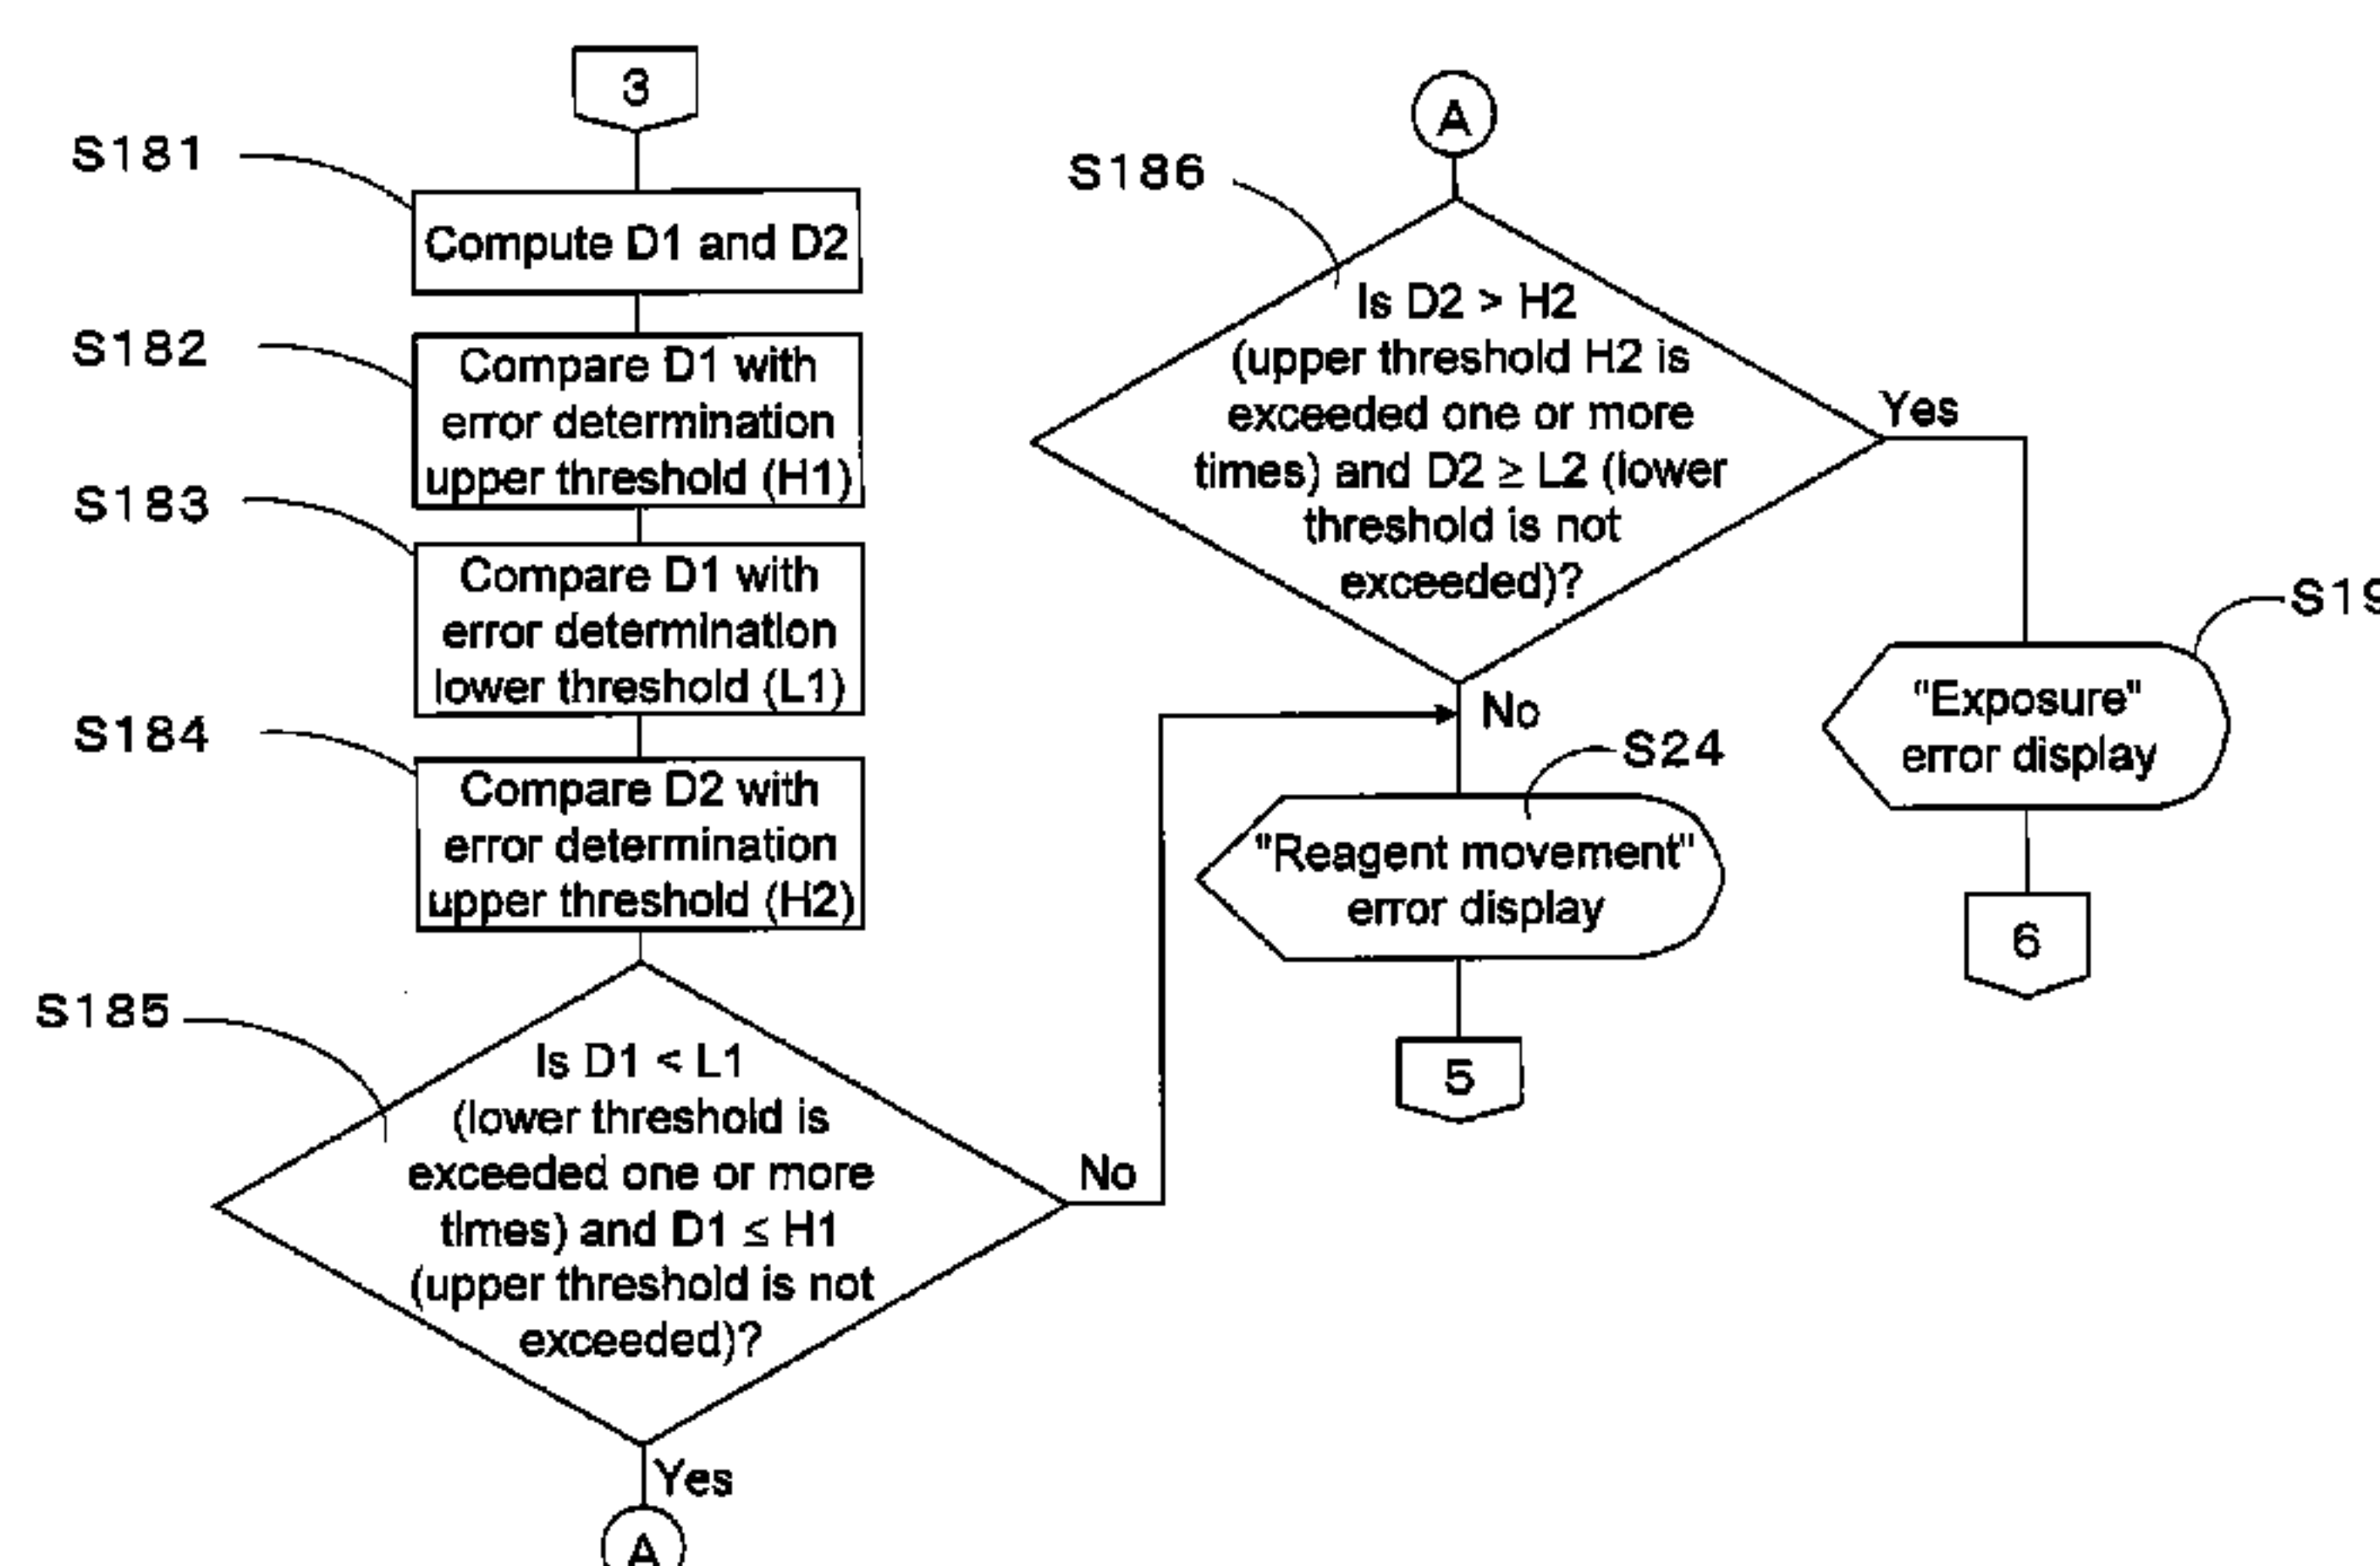 3
S181
Compute D1 and D2
S182
Compare D1 with
error determination
upper threshold (H1)
S183
Compare D1 with
error determination
lower threshold (L1)
S184
Compare D2 with
error determination
upper threshold (H2)
S185
Is D1 < L1
(lower threshold is
exceeded one or more
times) and D1 ≤ H1
(upper threshold is not
exceeded)?
No
Yes
A
A
S186
Is D2 > H2
(upper threshold H2 is
exceeded one or more
times) and D2 ≥ L2 (lower
threshold is not
exceeded)?
Yes
No
S19
"Exposure"
error display
6
S24
"Reagent movement"
error display
5